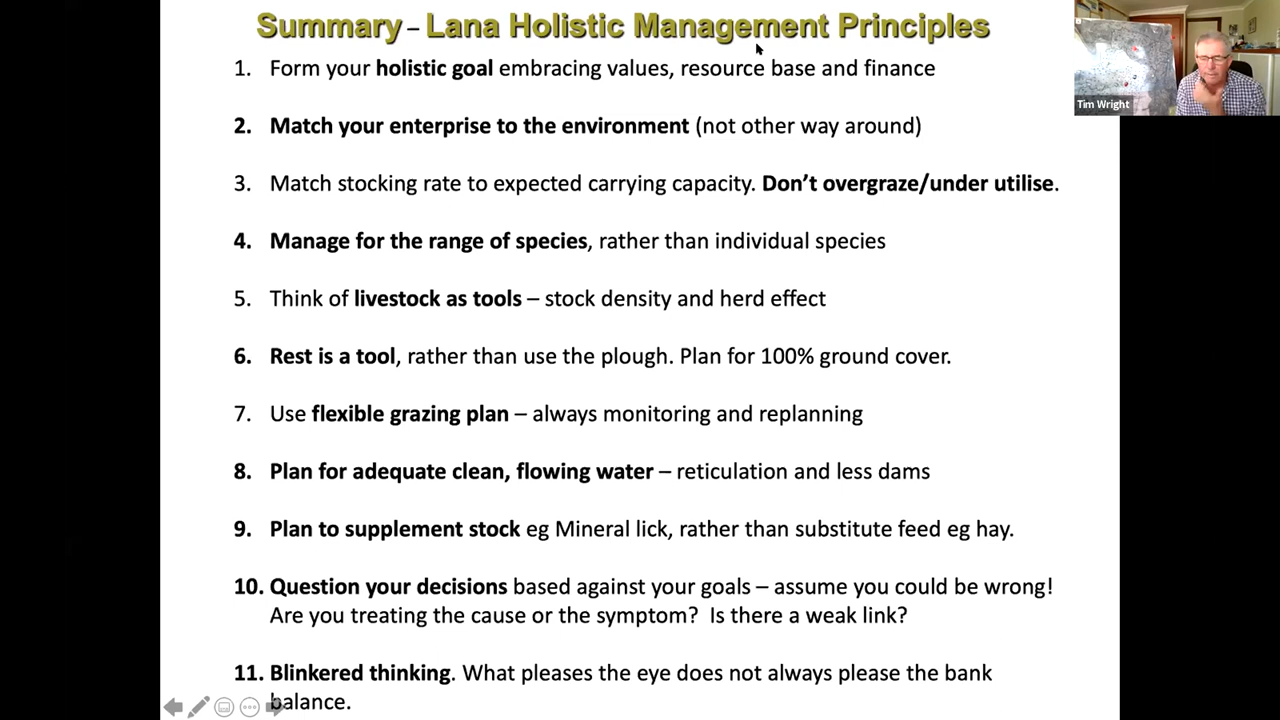 Summary – Lana Holistic Management Principles
1. Form your holistic goal embracing values, resource base and finance
2. Match your enterprise to the environment (not other way around)
3. Match stocking rate to expected carrying capacity. Don't overgraze/under utilise.
4. Manage for the range of species, rather than individual species
5. Think of livestock as tools – stock density and herd effect
6. Rest is a tool, rather than use the plough. Plan for 100% ground cover.
7. Use flexible grazing plan – always monitoring and replanning
8. Plan for adequate clean, flowing water – reticulation and less dams
9. Plan to supplement stock eg Mineral lick, rather than substitute feed eg hay.
10. Question your decisions based against your goals – assume you could be wrong!
Are you treating the cause or the symptom? Is there a weak link?
11. Blinkered thinking. What pleases the eye does not always please the bank
balance.
Tim Wright